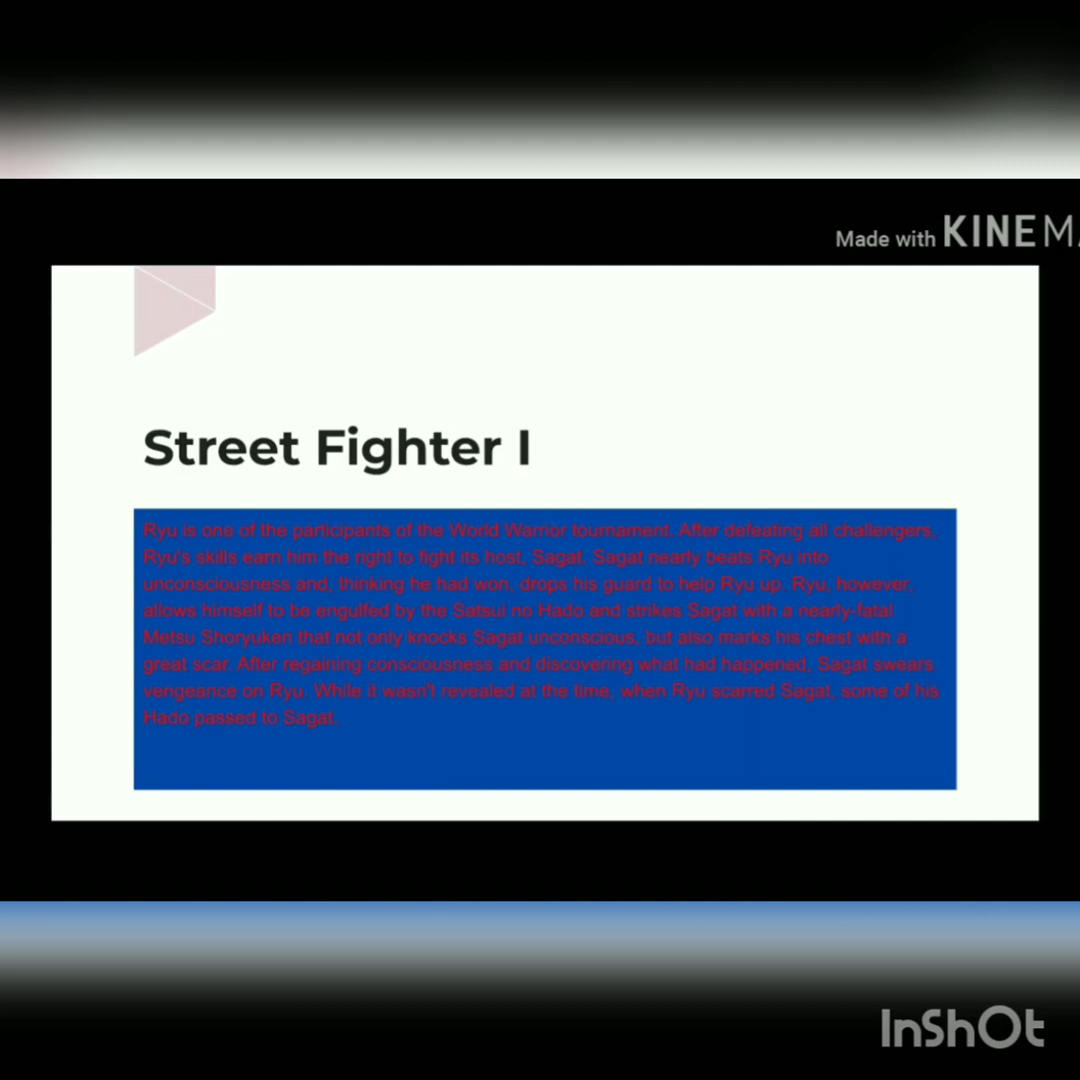 Made with KINEMA
Street Fighter I
Ryu is one of the participants of the World Warrior tournament. After defeating all challengers,
Ryu's skills earn him the right to fight its host, Sagat. Sagat nearly beats Ryu into
unconsciousness and, thinking he had won, drops his guard to help Ryu up. Ryu, however,
allows himself to be engulfed by the Satsui no Hado and strikes Sagat with a nearly-fatal
Metsu Shoryuken that not only knocks Sagat unconscious, but also marks his chest with a
great scar. After regaining consciousness and discovering what had happened, Sagat swears
vengeance on Ryu. While it wasn't revealed at the time, when Ryu scarred Sagat, some of his
Hado passed to Sagat.
InShOt